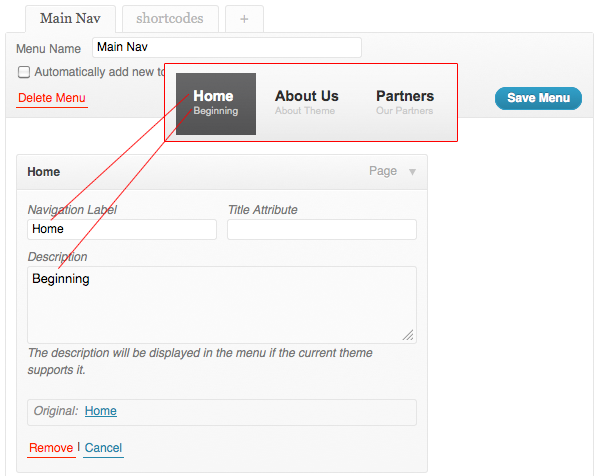 Main Nav shortcodes +
Menu Name Main Nav
Automatically add new to
Delete Menu
Home About Us Partners
Beginning About Theme Our Partners
Save Menu
Home Page
Navigation Label Title Attribute
Home
Description
Beginning
The description will be displayed in the menu if the current theme
supports it.
Original: Home
Remove | Cancel